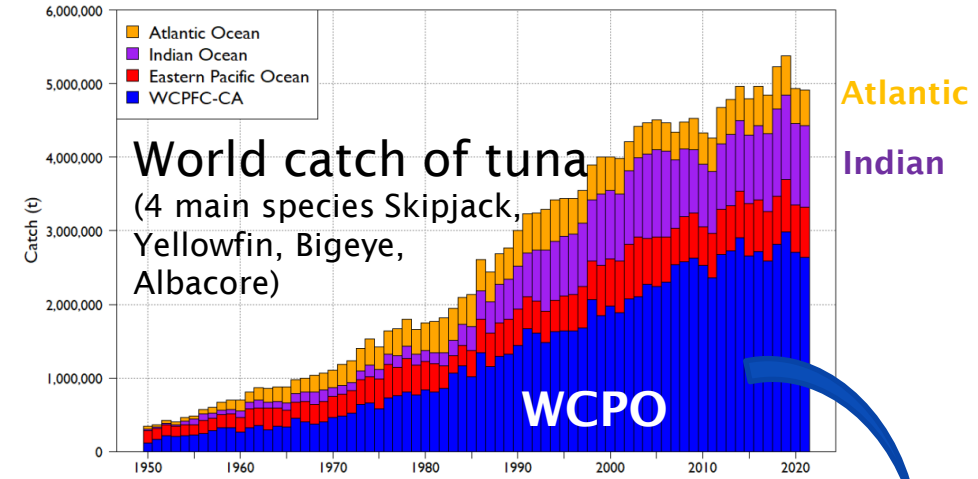 6,000,000
5,000,000
4,000,000
3,000,000
2,000,000
1,000,000
0
Catch (t)
Atlantic Ocean
Indian Ocean
Eastern Pacific Ocean
WCPFC-CA
World catch of tuna
(4 main species Skipjack,
Yellowfin, Bigeye,
Albacore)
Atlantic
Indian
WCPO
1950 1960 1970 1980 1990 2000 2010 2020